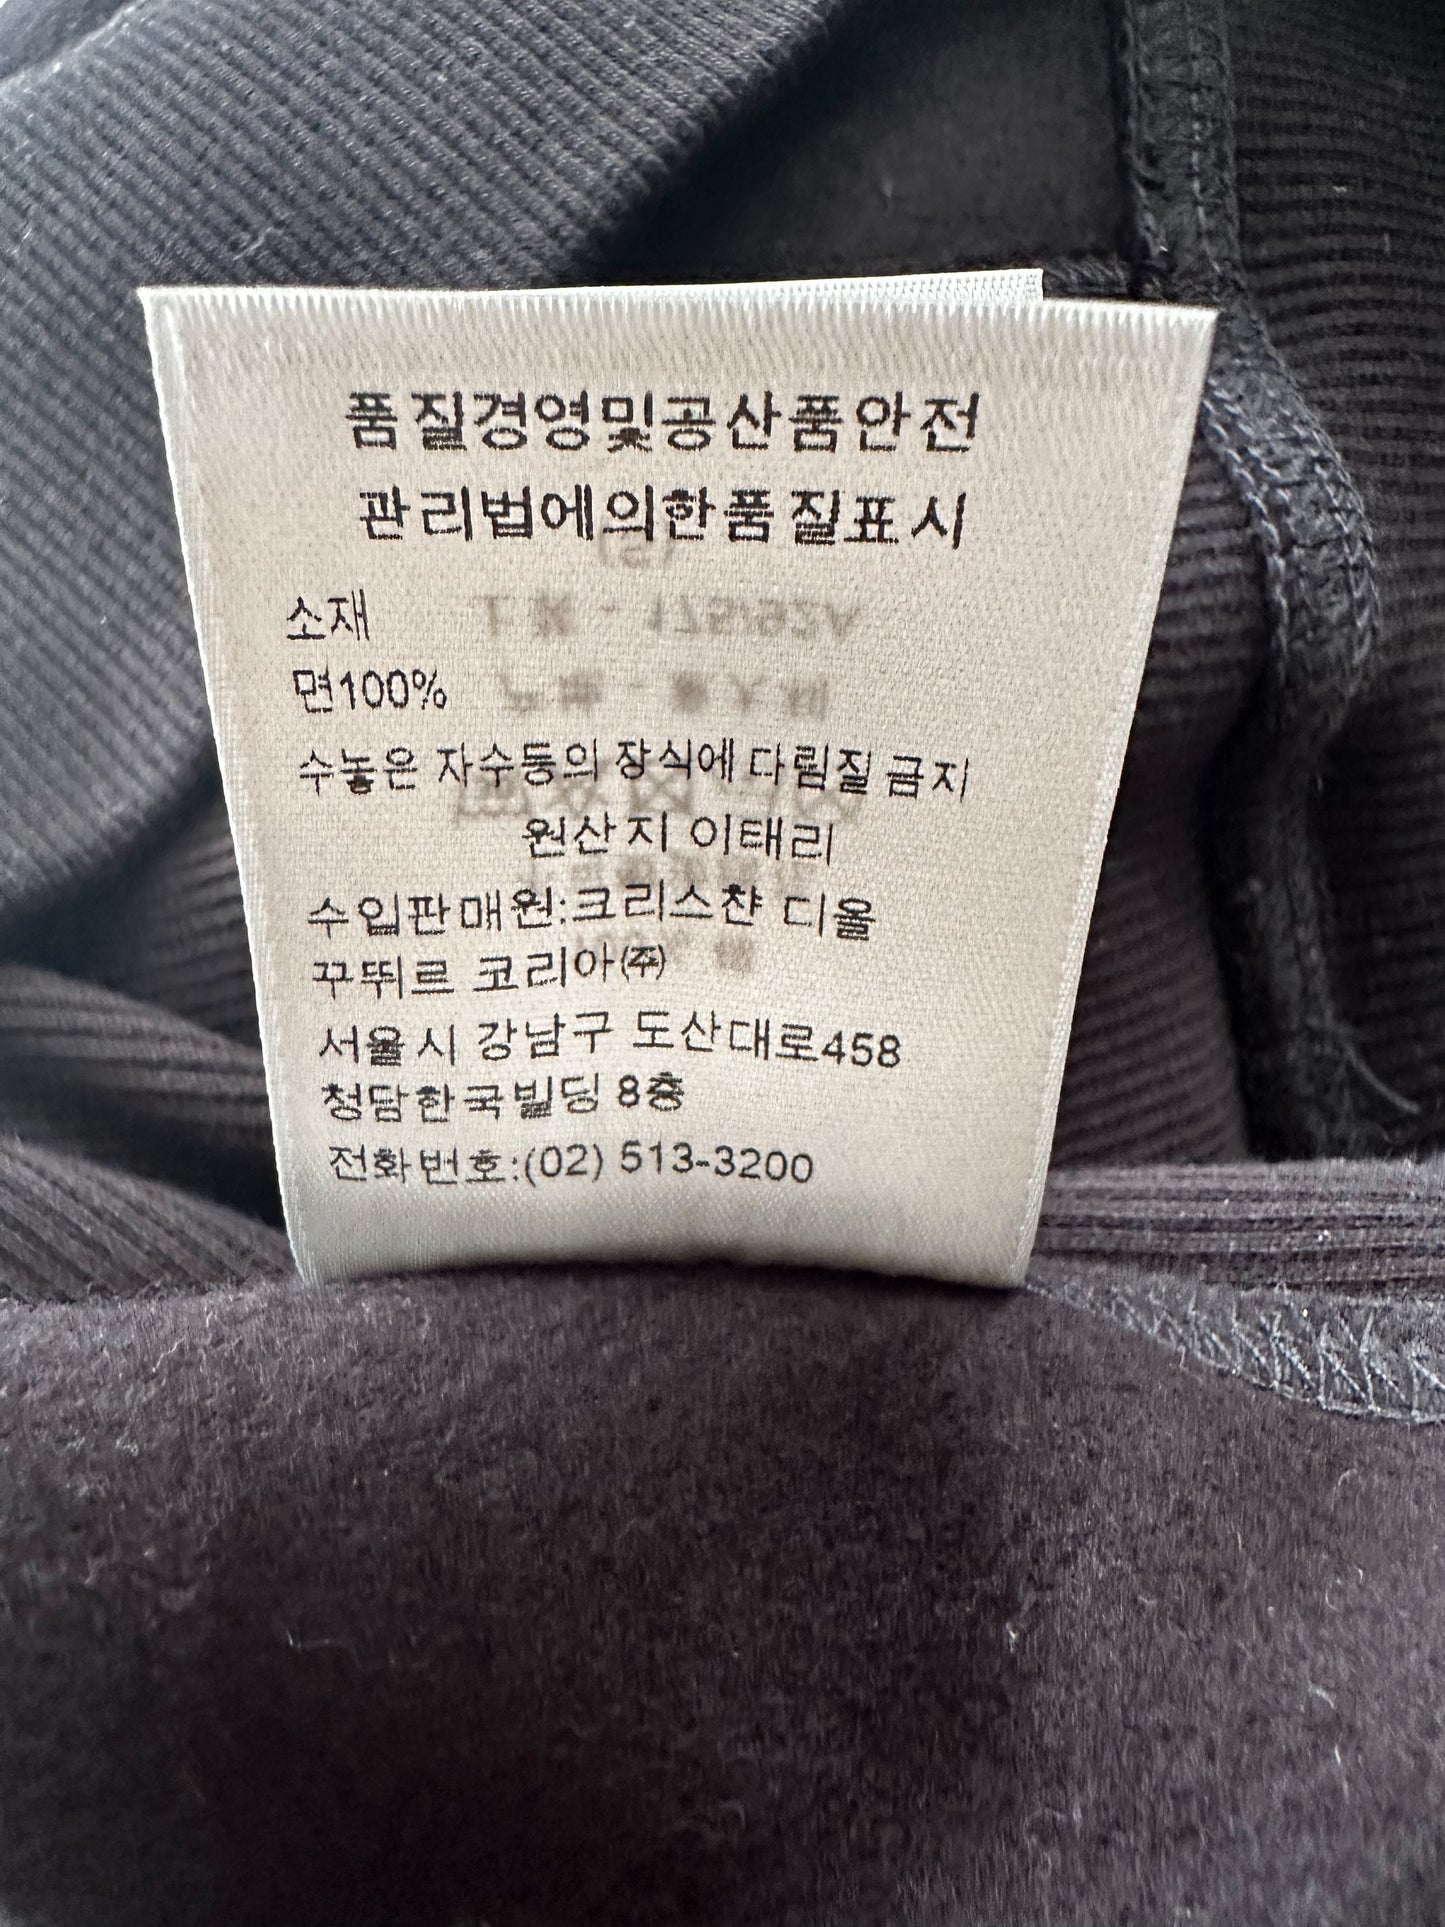 품질경영및공산품안전
관리법에의한품질표시
소재
면100%
수놓은 자수등의 장식에 다림질 금지
원산지 이태리
수입판매원:크리스챤 디올
꾸뛰르 코리아㈜
서울시 강남구 도산대로458
청담한국빌딩 8층
전화번호:(02) 513-3200